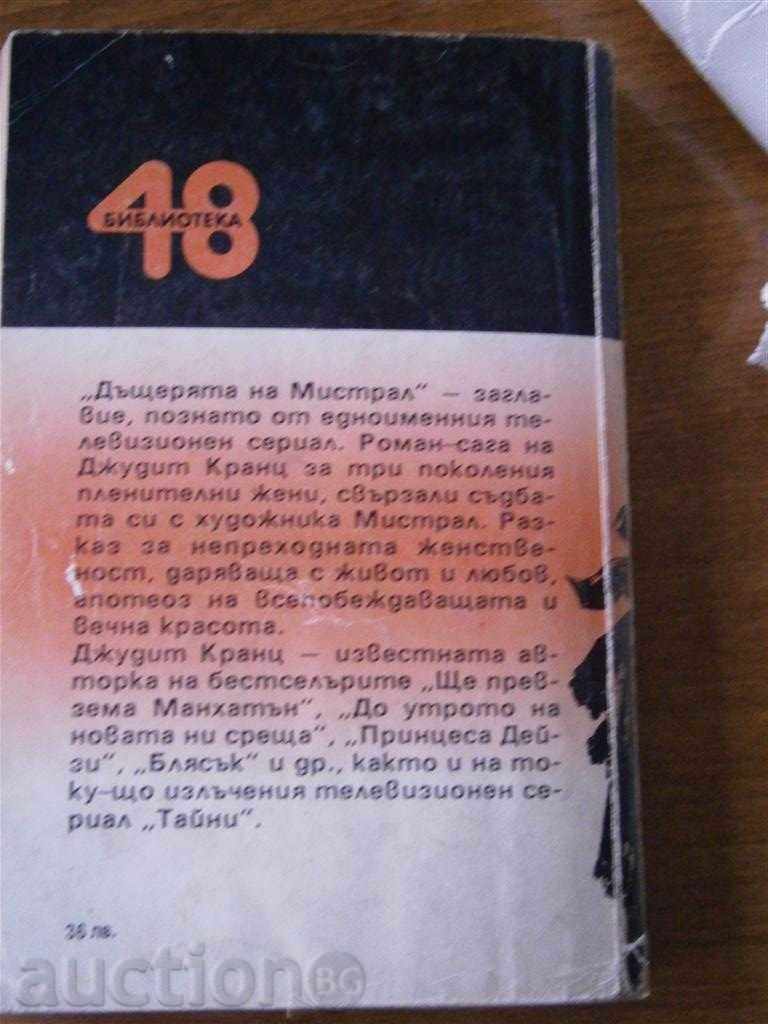 48
БИБЛИОТЕКА
„Дъщерята на Мистрал“ – загла-
вие, познато от едноименния те-
левизионен сериал. Роман-сага на
Джудит Кранц за три поколения
пленителни жени, свързали съдба-
та си с художника Мистрал. Раз-
каз за непреходната женстве-
ност, даряваща с живот и любов,
апотеоз на всепобеждаващата и
вечна красота.
Джудит Кранц – известната ав-
торка на бестселърите „Ще прев-
зема Манхатън“, „До утрото на
новата ни среща“, „Принцеса Дей-
зи“, „Блясък“ и др., както и на то-
ку-що излъчения телевизионен се-
риал „Тайни“.
36 лв.
auction BG